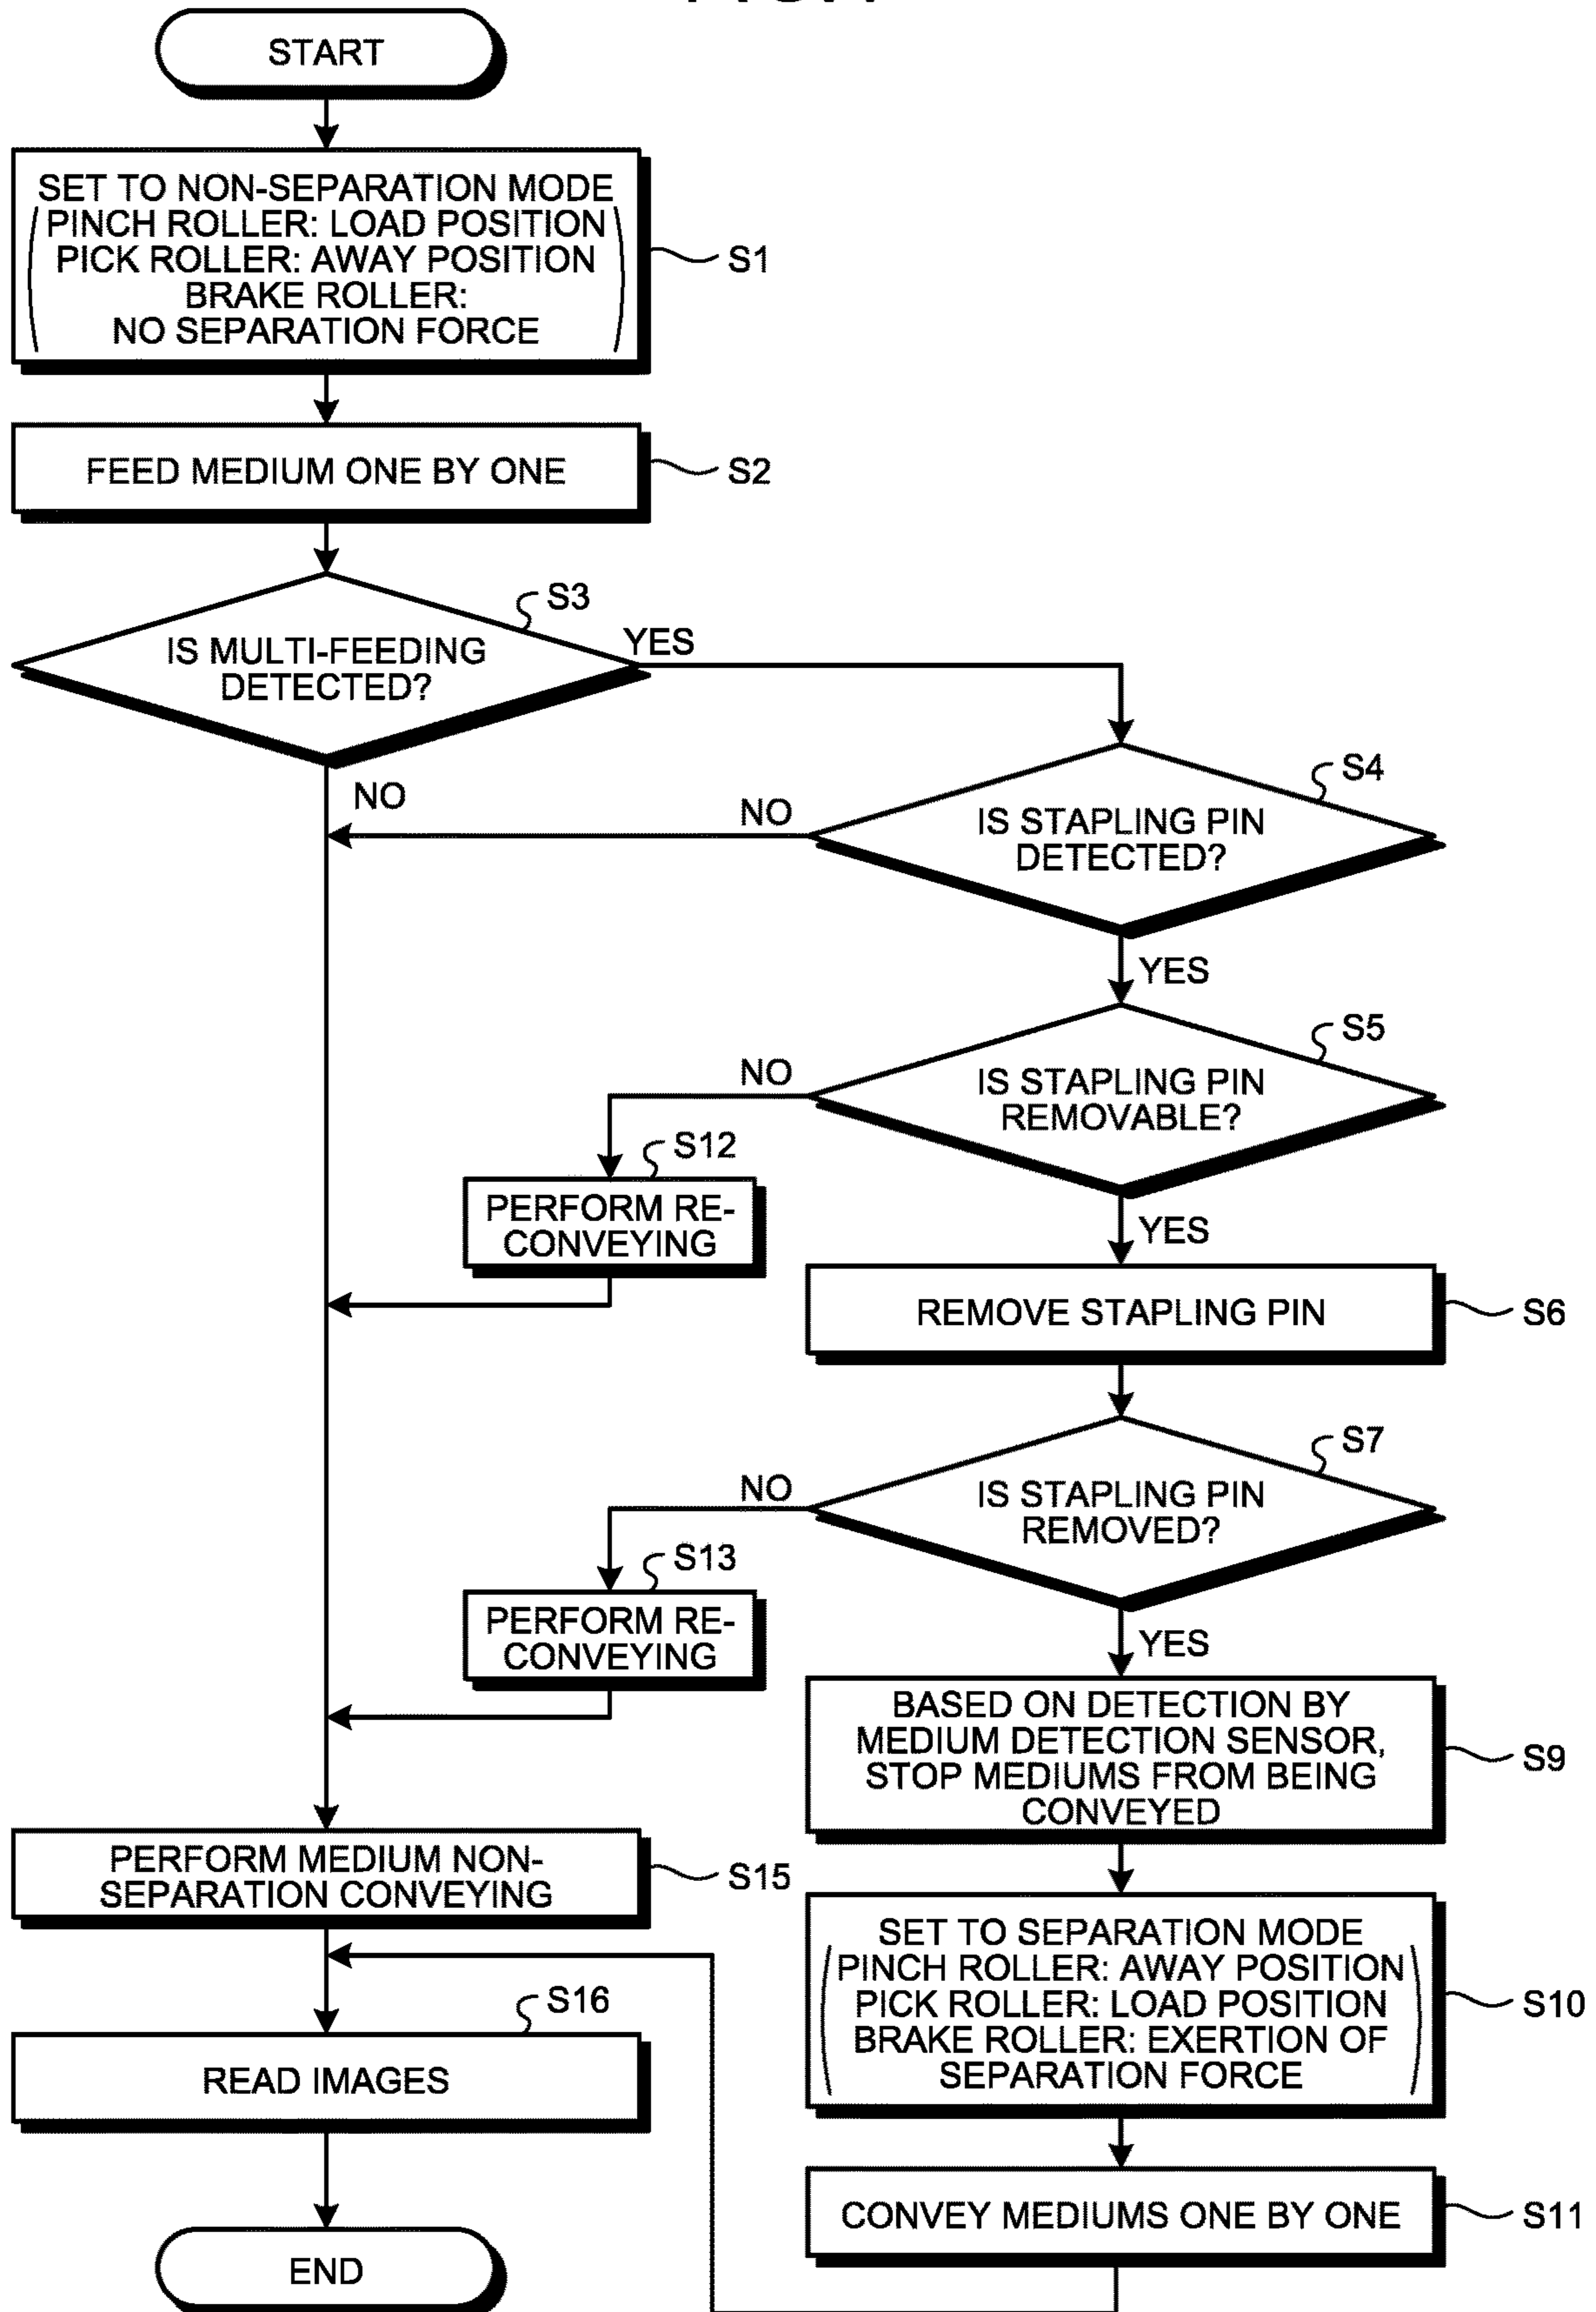 START
SET TO NON-SEPARATION MODE
PINCH ROLLER: LOAD POSITION
PICK ROLLER: AWAY POSITION
BRAKE ROLLER:
NO SEPARATION FORCE
S1
FEED MEDIUM ONE BY ONE
S2
S3
IS MULTI-FEEDING
DETECTED?
YES
NO
S4
IS STAPLING PIN
DETECTED?
NO
YES
S5
IS STAPLING PIN
REMOVABLE?
NO
YES
S12
PERFORM RE-
CONVEYING
REMOVE STAPLING PIN
S6
S7
IS STAPLING PIN
REMOVED?
NO
YES
S13
PERFORM RE-
CONVEYING
BASED ON DETECTION BY
MEDIUM DETECTION SENSOR,
STOP MEDIUMS FROM BEING
CONVEYED
S9
PERFORM MEDIUM NON-
SEPARATION CONVEYING
S15
SET TO SEPARATION MODE
PINCH ROLLER: AWAY POSITION
PICK ROLLER: LOAD POSITION
BRAKE ROLLER: EXERTION OF
SEPARATION FORCE
S10
S16
READ IMAGES
CONVEY MEDIUMS ONE BY ONE
S11
END